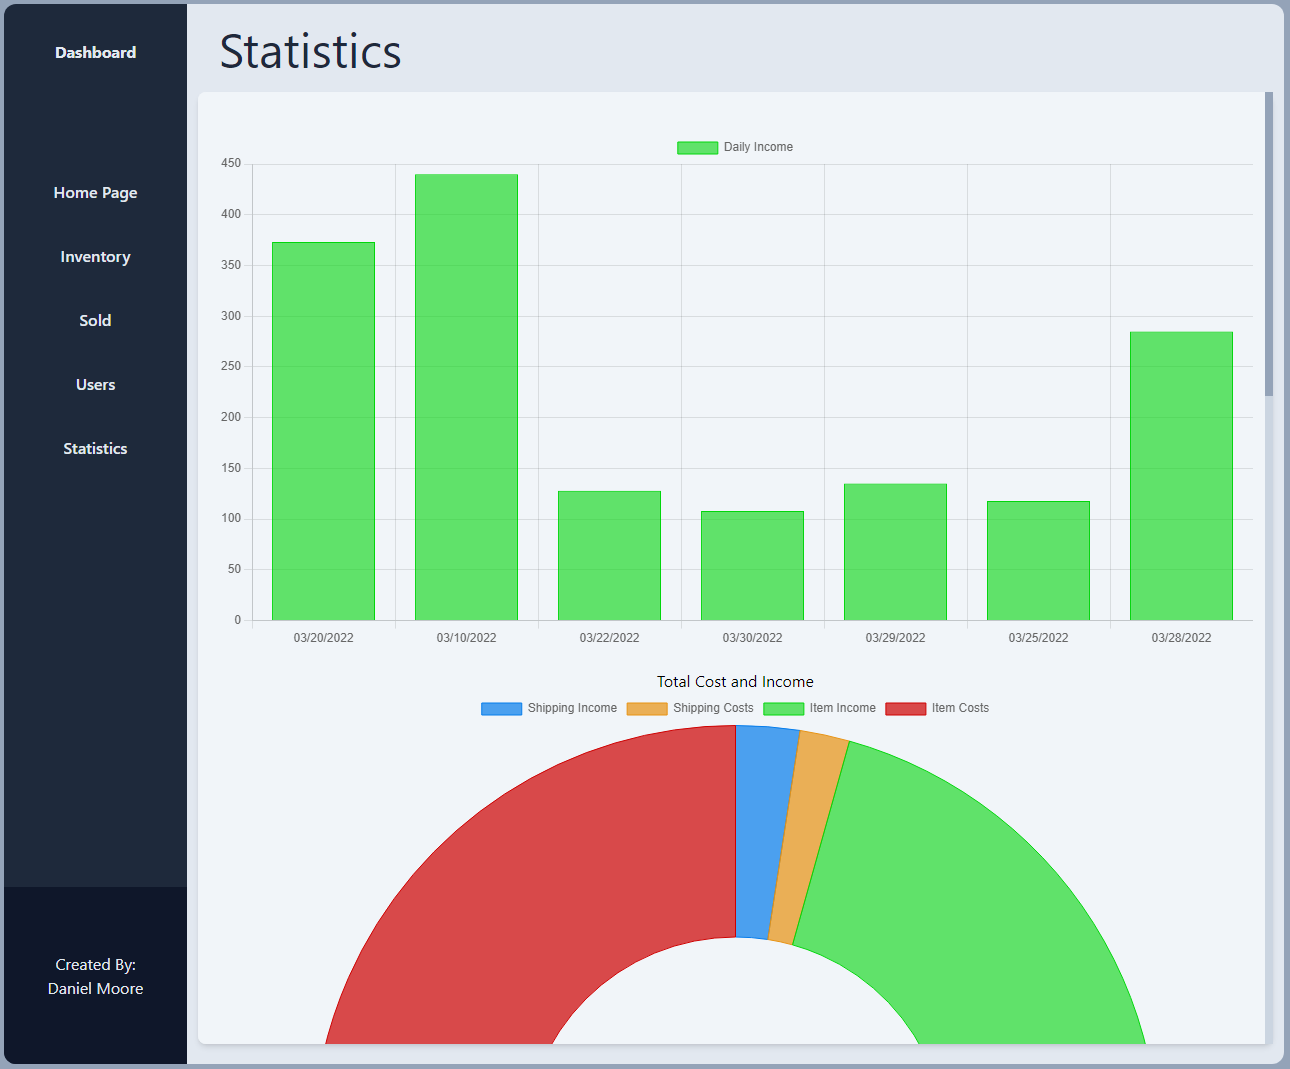 Dashboard
Home Page
Inventory
Sold
Users
Statistics
Created By:
Daniel Moore
Statistics
Daily Income
450
400
350
300
250
200
150
100
50
0
03/20/2022 03/10/2022 03/22/2022 03/30/2022 03/29/2022 03/25/2022 03/28/2022
Total Cost and Income
Shipping Income Shipping Costs Item Income Item Costs